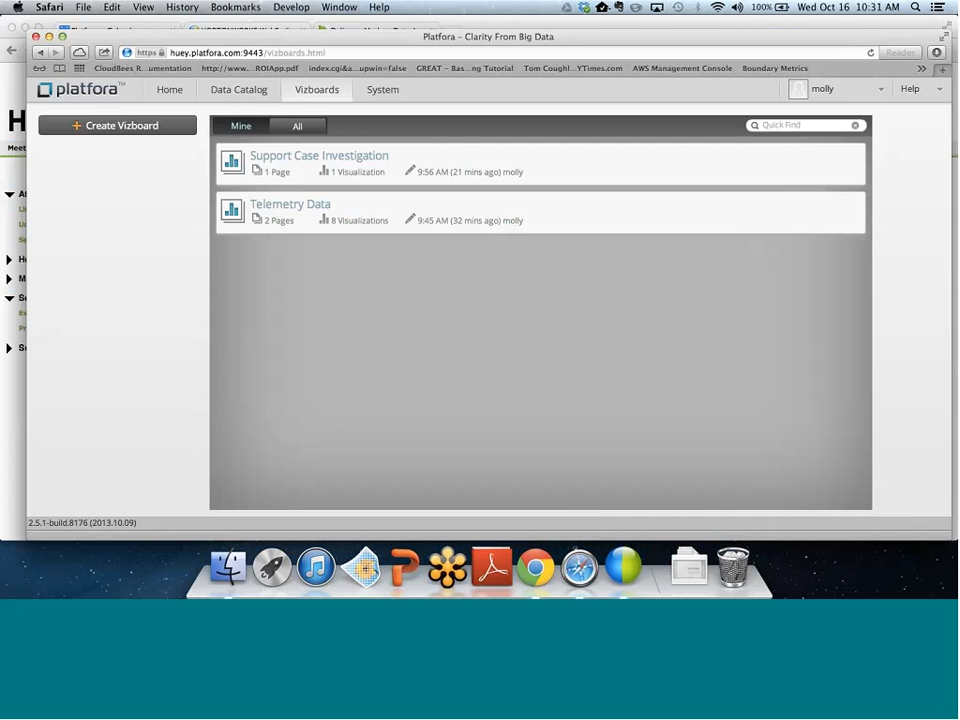 Safari File Edit View History Bookmarks Develop Window Help 100% Wed Oct 16 10:31 AM
Platfora – Clarity From Big Data
https huey.platfora.com:9443/vizboards.html Reader
CloudBees R...umentation http://www....ROIApp.pdf index.cgi&a...upwin=false GREAT – Bas...ng Tutorial Tom Coughl...YTimes.com AWS Management Console Boundary Metrics
platfora™ Home Data Catalog Vizboards System molly Help
H
+ Create Vizboard Mine All Quick Find
Meet
Support Case Investigation
1 Page 1 Visualization 9:56 AM (21 mins ago) molly
Telemetry Data
2 Pages 8 Visualizations 9:45 AM (32 mins ago) molly
2.5.1-build.8176 (2013.10.09)